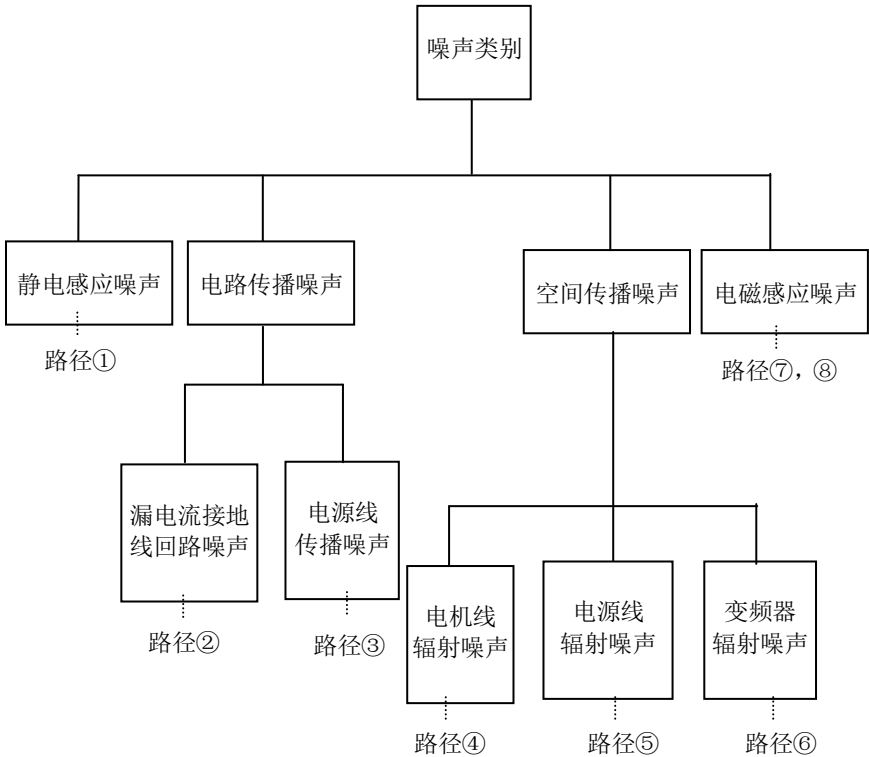 噪声类别
静电感应噪声
电路传播噪声
空间传播噪声
电磁感应噪声
路径①
路径⑦，⑧
漏电流接地
线回路噪声
电源线
传播噪声
路径②
路径③
电机线
辐射噪声
电源线
辐射噪声
变频器
辐射噪声
路径④
路径⑤
路径⑥